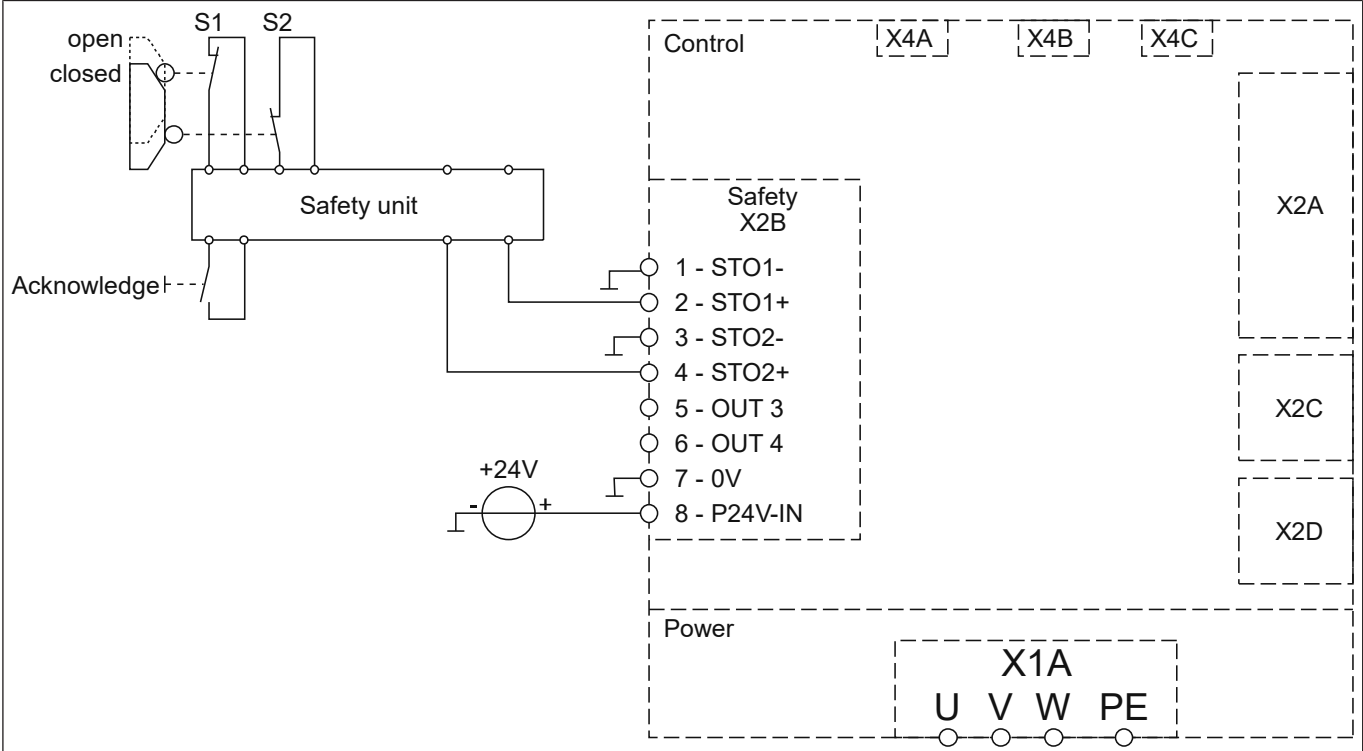 S1 S2
open
closed
Safety unit
Acknowledge
+24V
- +
Control
X4A X4B X4C
Safety
X2B
1 - STO1-
2 - STO1+
3 - STO2-
4 - STO2+
5 - OUT 3
6 - OUT 4
7 - 0V
8 - P24V-IN
X2A
X2C
X2D
Power
X1A
U V W PE